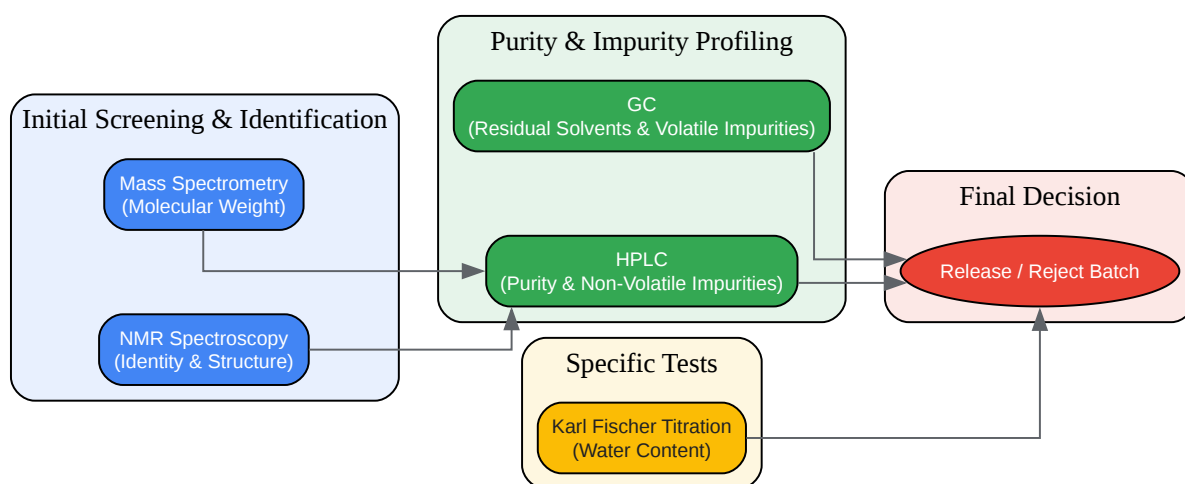 Initial Screening & Identification
Mass Spectrometry
(Molecular Weight)
NMR Spectroscopy
(Identity & Structure)
Purity & Impurity Profiling
GC
(Residual Solvents & Volatile Impurities)
HPLC
(Purity & Non-Volatile Impurities)
Specific Tests
Karl Fischer Titration
(Water Content)
Final Decision
Release / Reject Batch